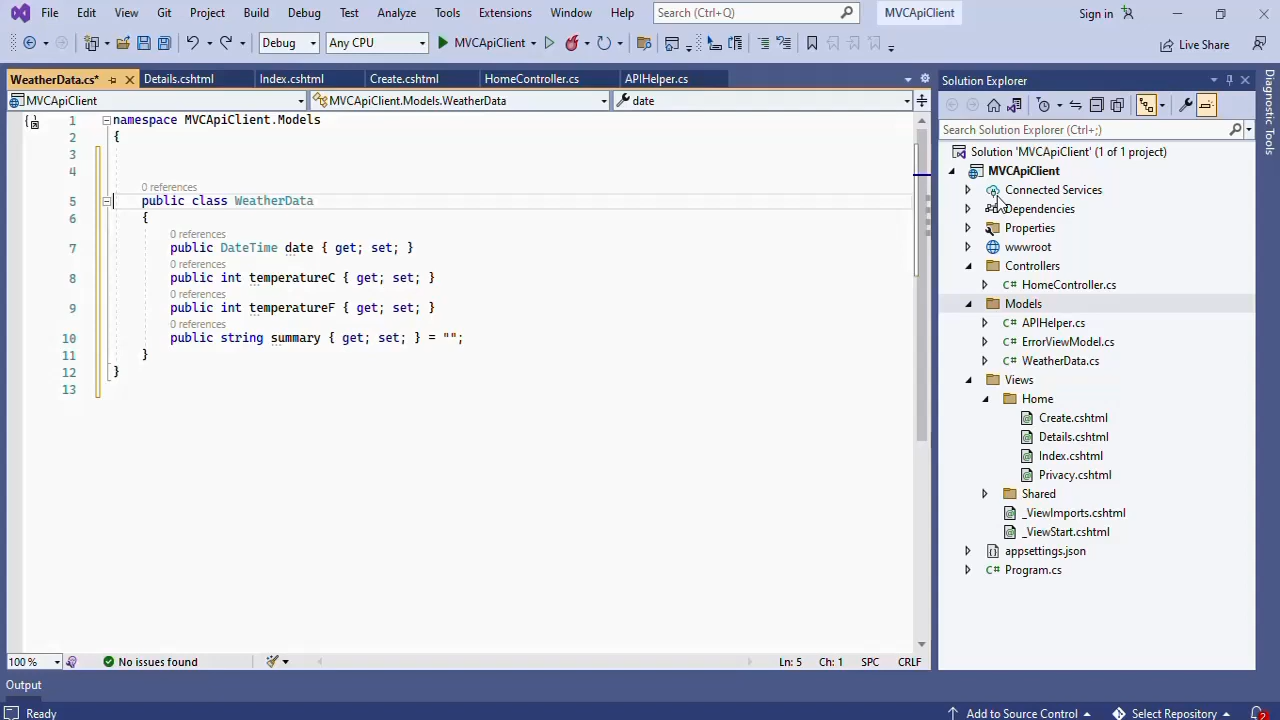 File Edit View Git Project Build Debug Test Analyze Tools Extensions Window Help Search (Ctrl+Q) MVCApiClient Sign in
Debug Any CPU MVCApiClient Live Share
WeatherData.cs* Details.cshtml Index.cshtml Create.cshtml HomeController.cs APIHelper.cs
MVCApiClient MVCApiClient.Models.WeatherData date
1 namespace MVCApiClient.Models
2 {
3
4
0 references
5 public class WeatherData
6 {
0 references
7 public DateTime date { get; set; }
0 references
8 public int temperatureC { get; set; }
0 references
9 public int temperatureF { get; set; }
0 references
10 public string summary { get; set; } = "";
11 }
12 }
13
100 % No issues found Ln: 5 Ch: 1 SPC CRLF
Solution Explorer
Search Solution Explorer (Ctrl+;)
Solution 'MVCApiClient' (1 of 1 project)
MVCApiClient
Connected Services
Dependencies
Properties
wwwroot
Controllers
C# HomeController.cs
Models
C# APIHelper.cs
C# ErrorViewModel.cs
C# WeatherData.cs
Views
Home
Create.cshtml
Details.cshtml
Index.cshtml
Privacy.cshtml
Shared
_ViewImports.cshtml
_ViewStart.cshtml
appsettings.json
C# Program.cs
Diagnostic Tools
Output
Ready Add to Source Control Select Repository 2